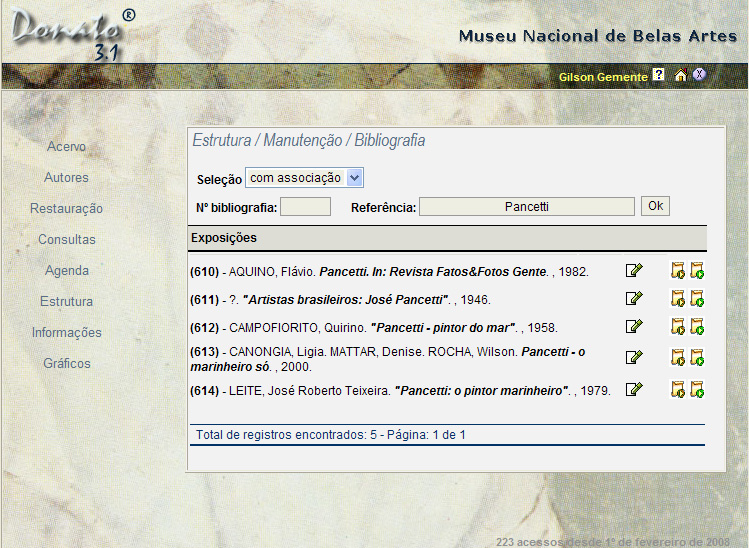 Donato ®
3.1
Museu Nacional de Belas Artes
Gilson Gemente ? X
Acervo
Autores
Restauração
Consultas
Agenda
Estrutura
Informações
Gráficos
Estrutura / Manutenção / Bibliografia
Seleção com associação
Nº bibliografia: Referência: Pancetti Ok
Exposições
(610) - AQUINO, Flávio. Pancetti. In: Revista Fatos&Fotos Gente. , 1982.
(611) - ?. "Artistas brasileiros: José Pancetti". , 1946.
(612) - CAMPOFIORITO, Quirino. "Pancetti - pintor do mar". , 1958.
(613) - CANONGIA, Ligia. MATTAR, Denise. ROCHA, Wilson. Pancetti - o
marinheiro só. , 2000.
(614) - LEITE, José Roberto Teixeira. "Pancetti: o pintor marinheiro". , 1979.
Total de registros encontrados: 5 - Página: 1 de 1
223 acessos desde 1º de fevereiro de 2008